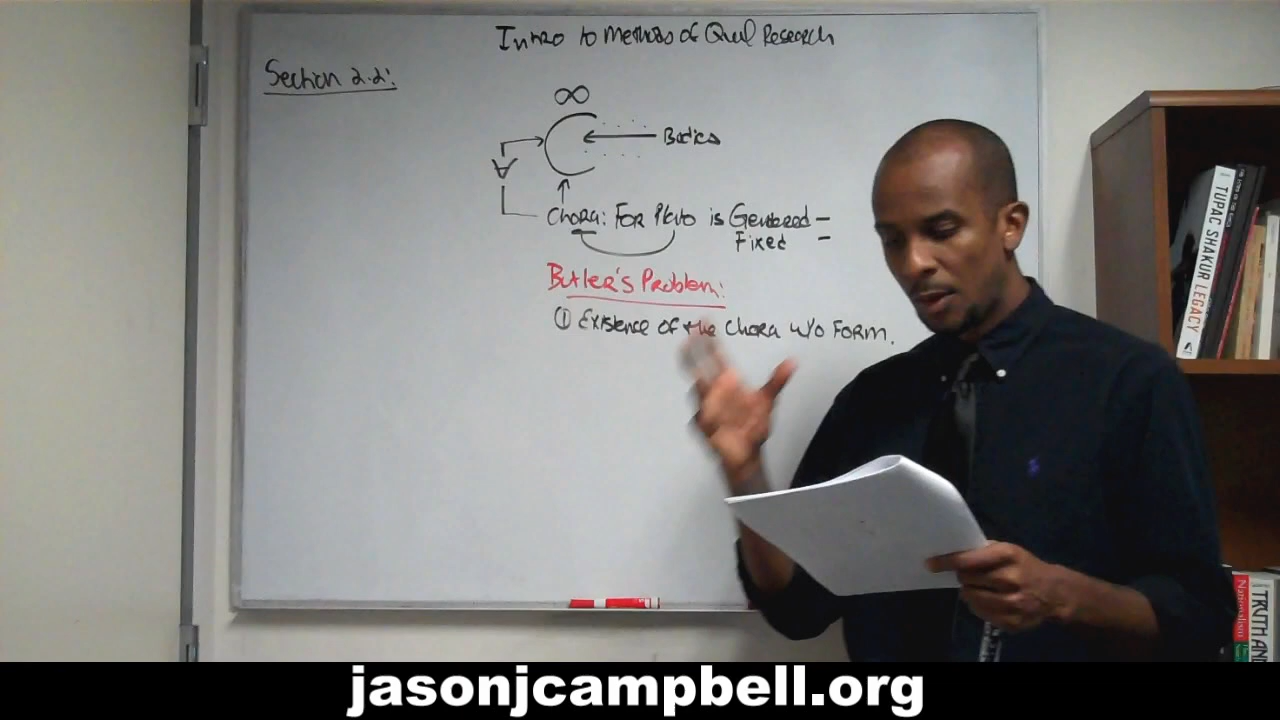 Intro to Methods of Qual Research
Section 2.2:
∞
Bodies
∀
Chora: For Plato is Gendered –
Fixed –
Butler's Problem:
① Existence of the Chora w/o Form.
TUPAC SHAKUR LEGACY
Nationalism
TRUTH AND
jasonjcampbell.org